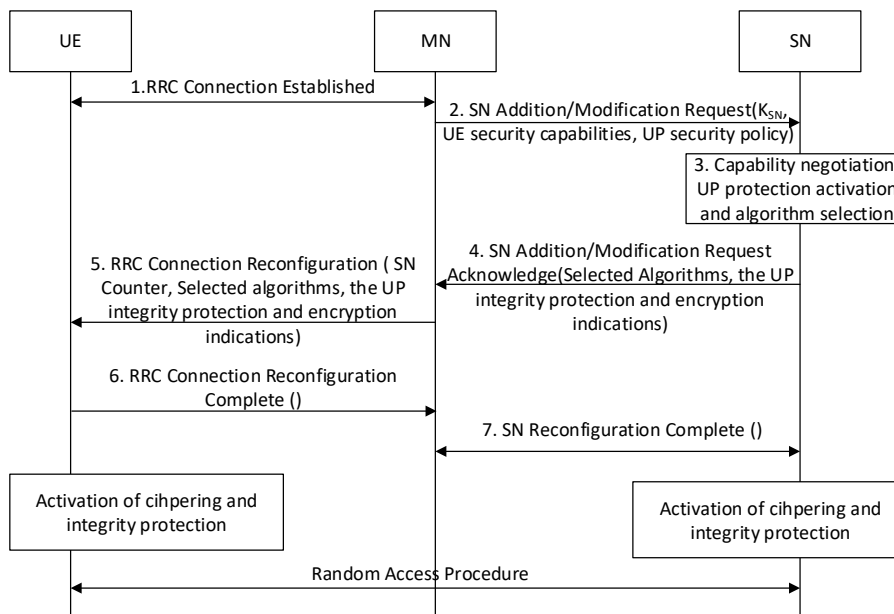 UE
MN
SN
1.RRC Connection Established
2. SN Addition/Modification Request(KSN,
UE security capabilities, UP security policy)
3. Capability negotiation
UP protection activation
and algorithm selection
4. SN Addition/Modification Request
Acknowledge(Selected Algorithms, the UP
integrity protection and encryption
indications)
5. RRC Connection Reconfiguration ( SN
Counter, Selected algorithms, the UP
integrity protection and encryption
indications)
6. RRC Connection Reconfiguration
Complete ()
7. SN Reconfiguration Complete ()
Activation of cihpering and
integrity protection
Activation of cihpering and
integrity protection
Random Access Procedure